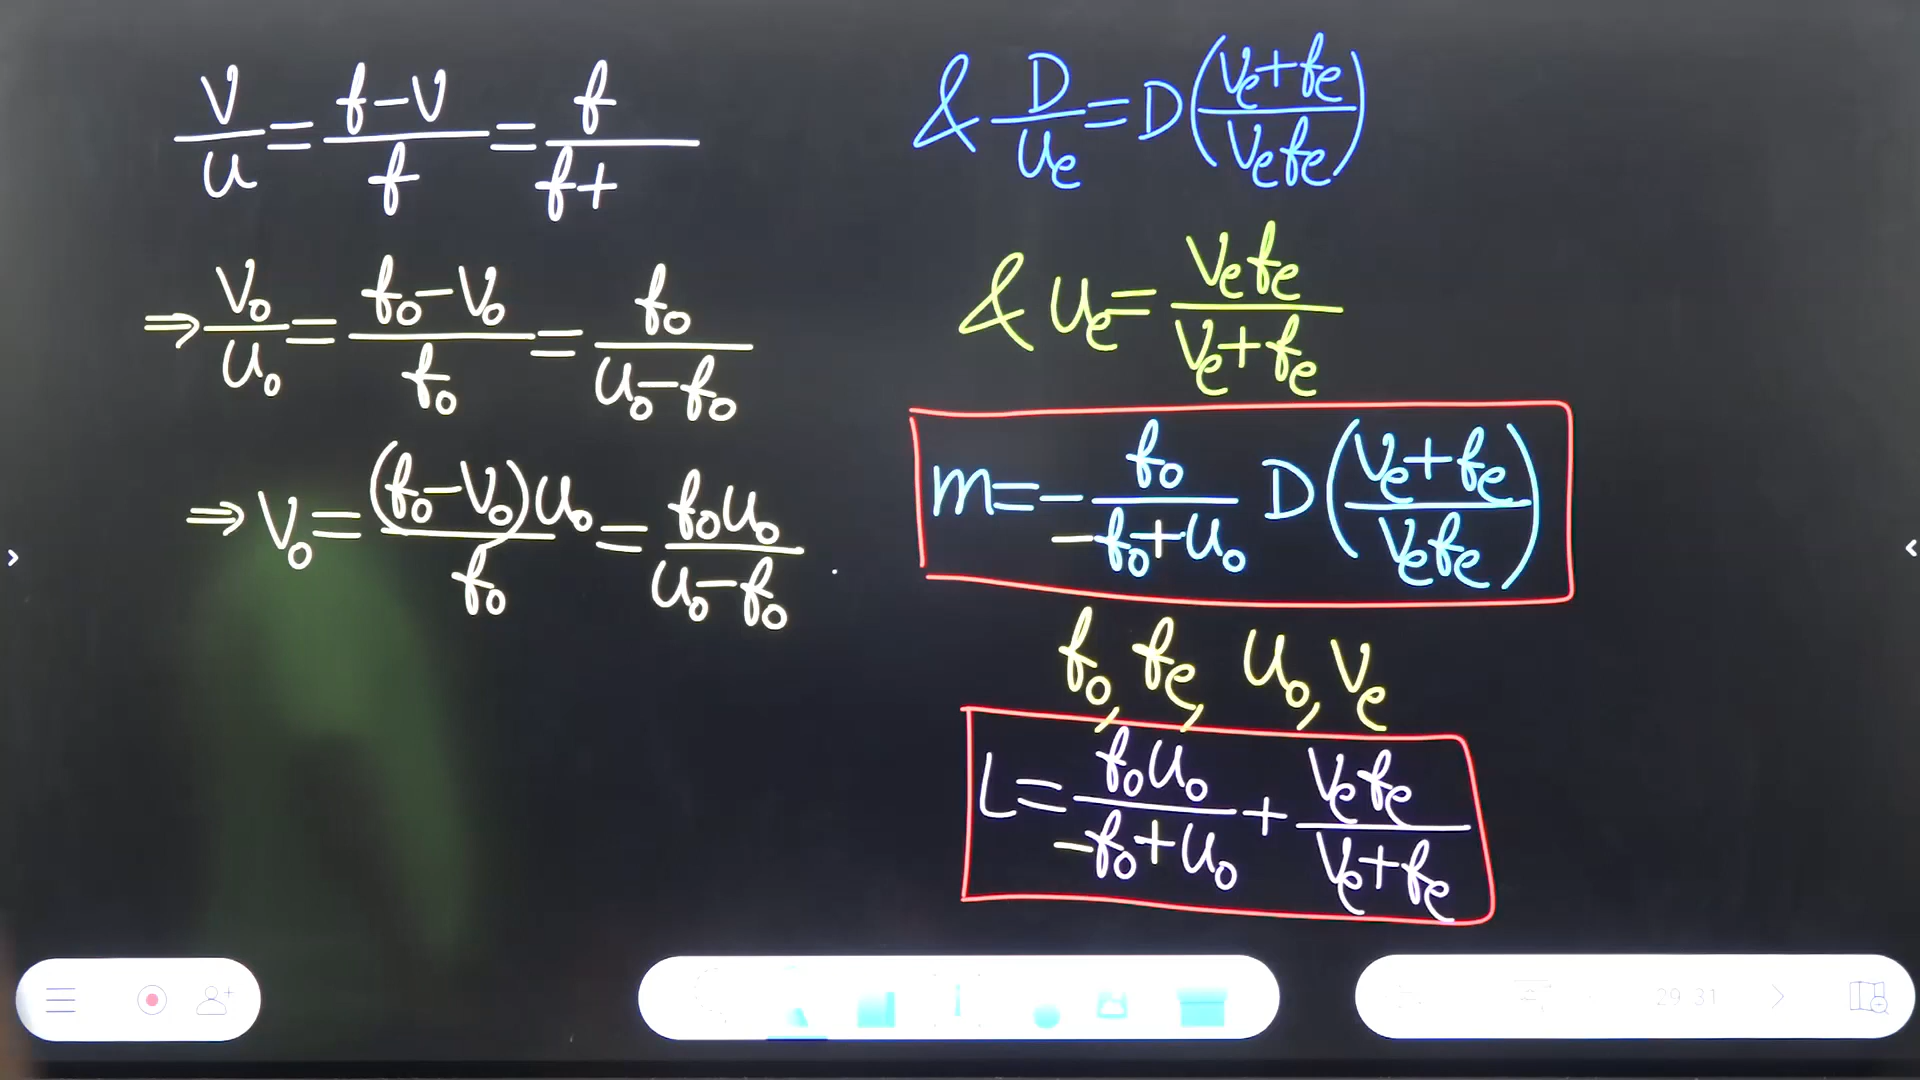 V/u = (f-V)/f = f/(f+
⇒ V₀/u₀ = (f₀-V₀)/f₀ = f₀/(u₀-f₀)
⇒ V₀ = (f₀-V₀)u₀/f₀ = f₀u₀/(u₀-f₀)
& D/uₑ = D((Vₑ+fₑ)/(Vₑfₑ))
& uₑ = Vₑfₑ/(Vₑ+fₑ)
m = - f₀/(-f₀+u₀) D((Vₑ+fₑ)/(Vₑfₑ))
f₀, fₑ, u₀, Vₑ
L = f₀u₀/(-f₀+u₀) + Vₑfₑ/(Vₑ+fₑ)
29 31